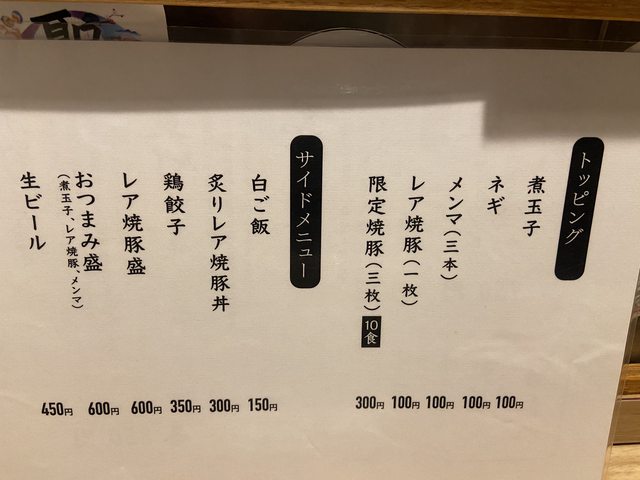 トッピング
煮玉子 100円
ネギ 100円
メンマ(三本) 100円
レア焼豚(一枚) 100円
限定焼豚(三枚) 10食 300円
サイドメニュー
白ご飯 150円
炙りレア焼豚丼 300円
鶏餃子 350円
レア焼豚盛 600円
おつまみ盛 600円
(煮玉子、レア焼豚、メンマ)
生ビール 450円